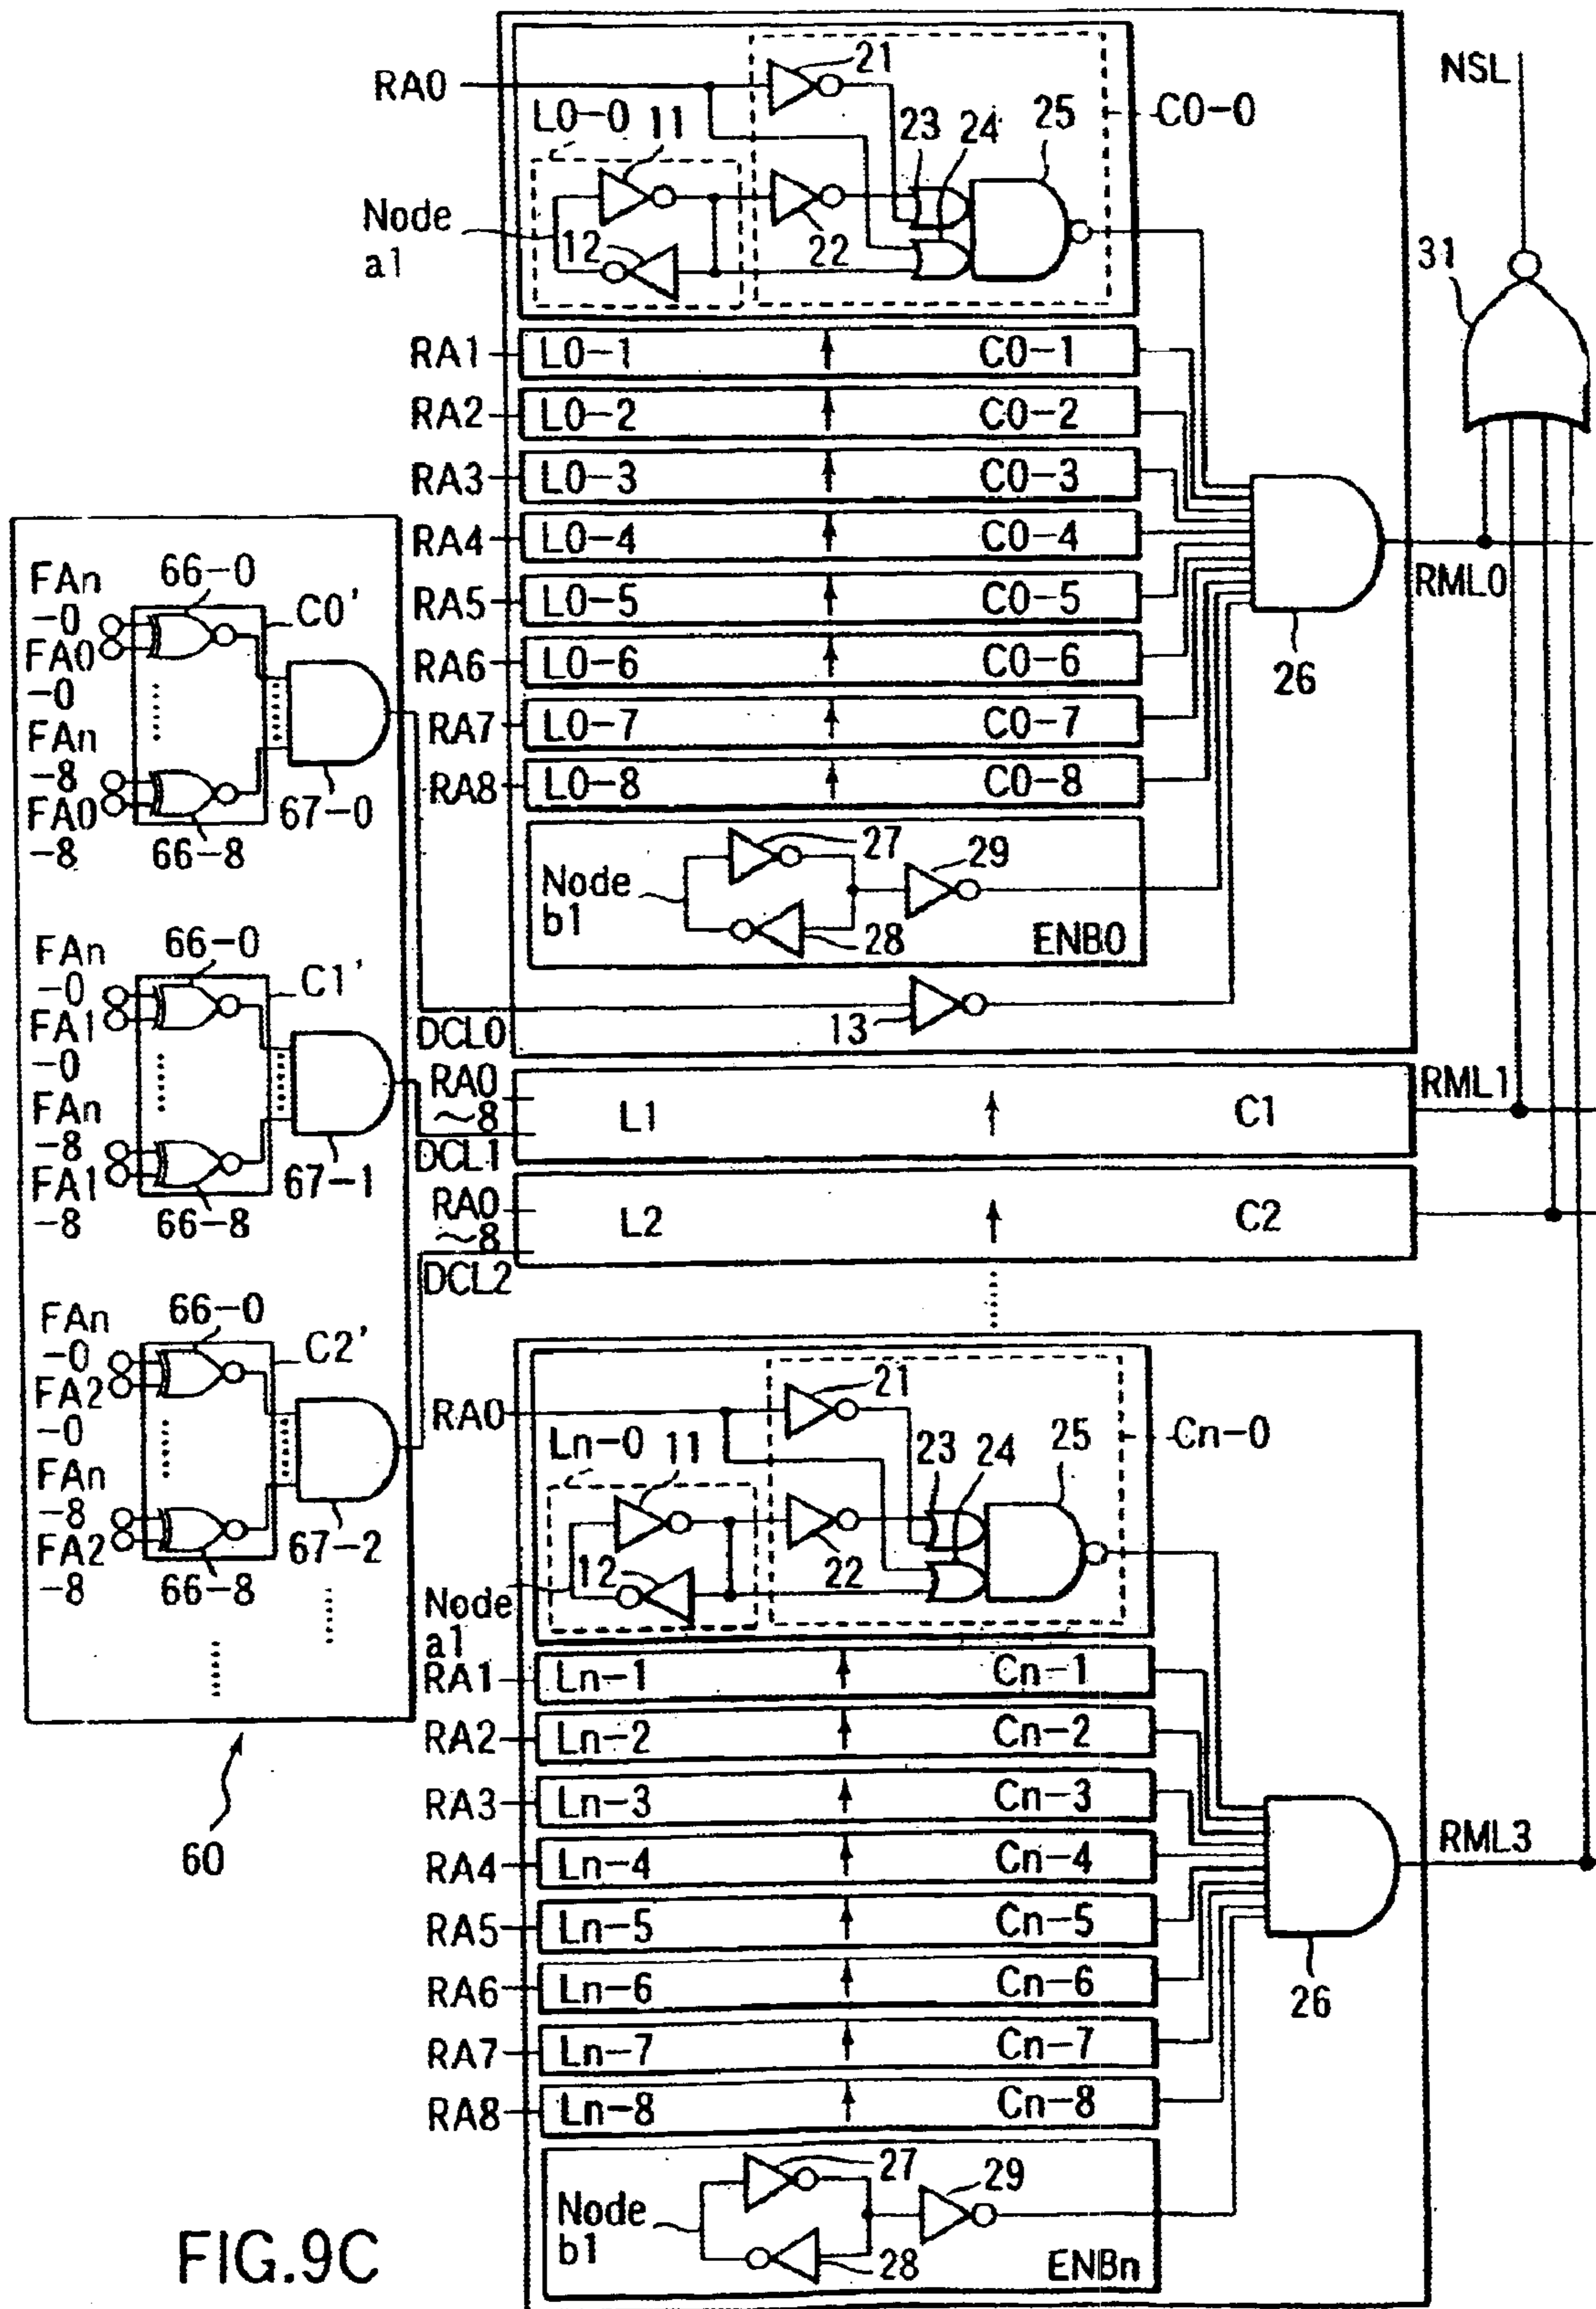 NSL
21
RA0
L0-0
11
C0-0
23
24
25
Node
a1
12
22
31
RA1
L0-1
C0-1
RA2
L0-2
C0-2
RA3
L0-3
C0-3
RA4
L0-4
C0-4
RML0
RA5
L0-5
C0-5
RA6
L0-6
C0-6
26
RA7
L0-7
C0-7
RA8
L0-8
C0-8
27
29
Node
b1
28
ENB0
13
DCL0
FAn
-0
FA0
-0
FAn
-8
FA0
-8
66-0
C0'
66-8
67-0
FAn
-0
FA1
-0
FAn
-8
FA1
-8
66-0
C1'
66-8
67-1
RA0
~8
DCL1
L1
C1
RML1
RA0
~8
DCL2
L2
C2
FAn
-0
FA2
-0
FAn
-8
FA2
-8
66-0
C2'
66-8
67-2
60
21
RA0
Ln-0
11
Cn-0
23
24
25
12
22
Node
a1
RA1
Ln-1
Cn-1
RA2
Ln-2
Cn-2
RA3
Ln-3
Cn-3
RML3
RA4
Ln-4
Cn-4
RA5
Ln-5
Cn-5
RA6
Ln-6
Cn-6
26
RA7
Ln-7
Cn-7
RA8
Ln-8
Cn-8
27
29
Node
b1
28
ENBn
FIG.9C